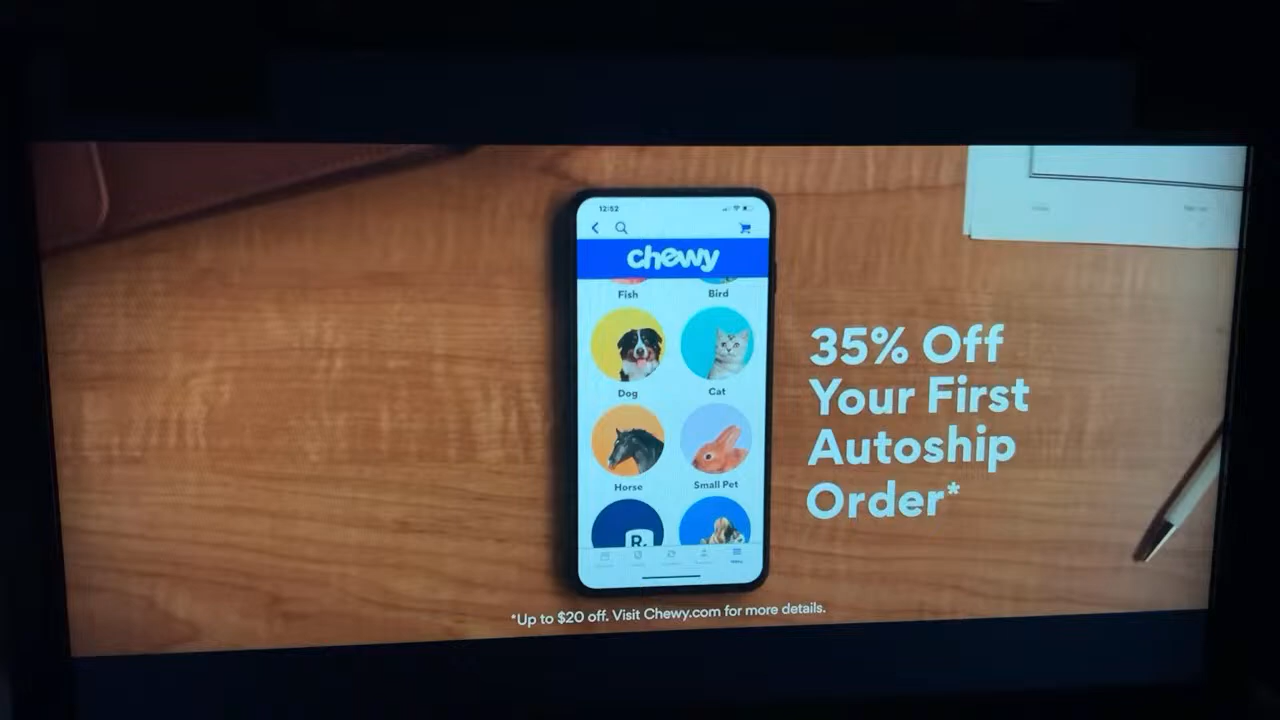 12:52
chewy
Fish
Bird
Dog
Cat
Horse
Small Pet
R
35% Off
Your First
Autoship
Order*
*Up to $20 off. Visit Chewy.com for more details.